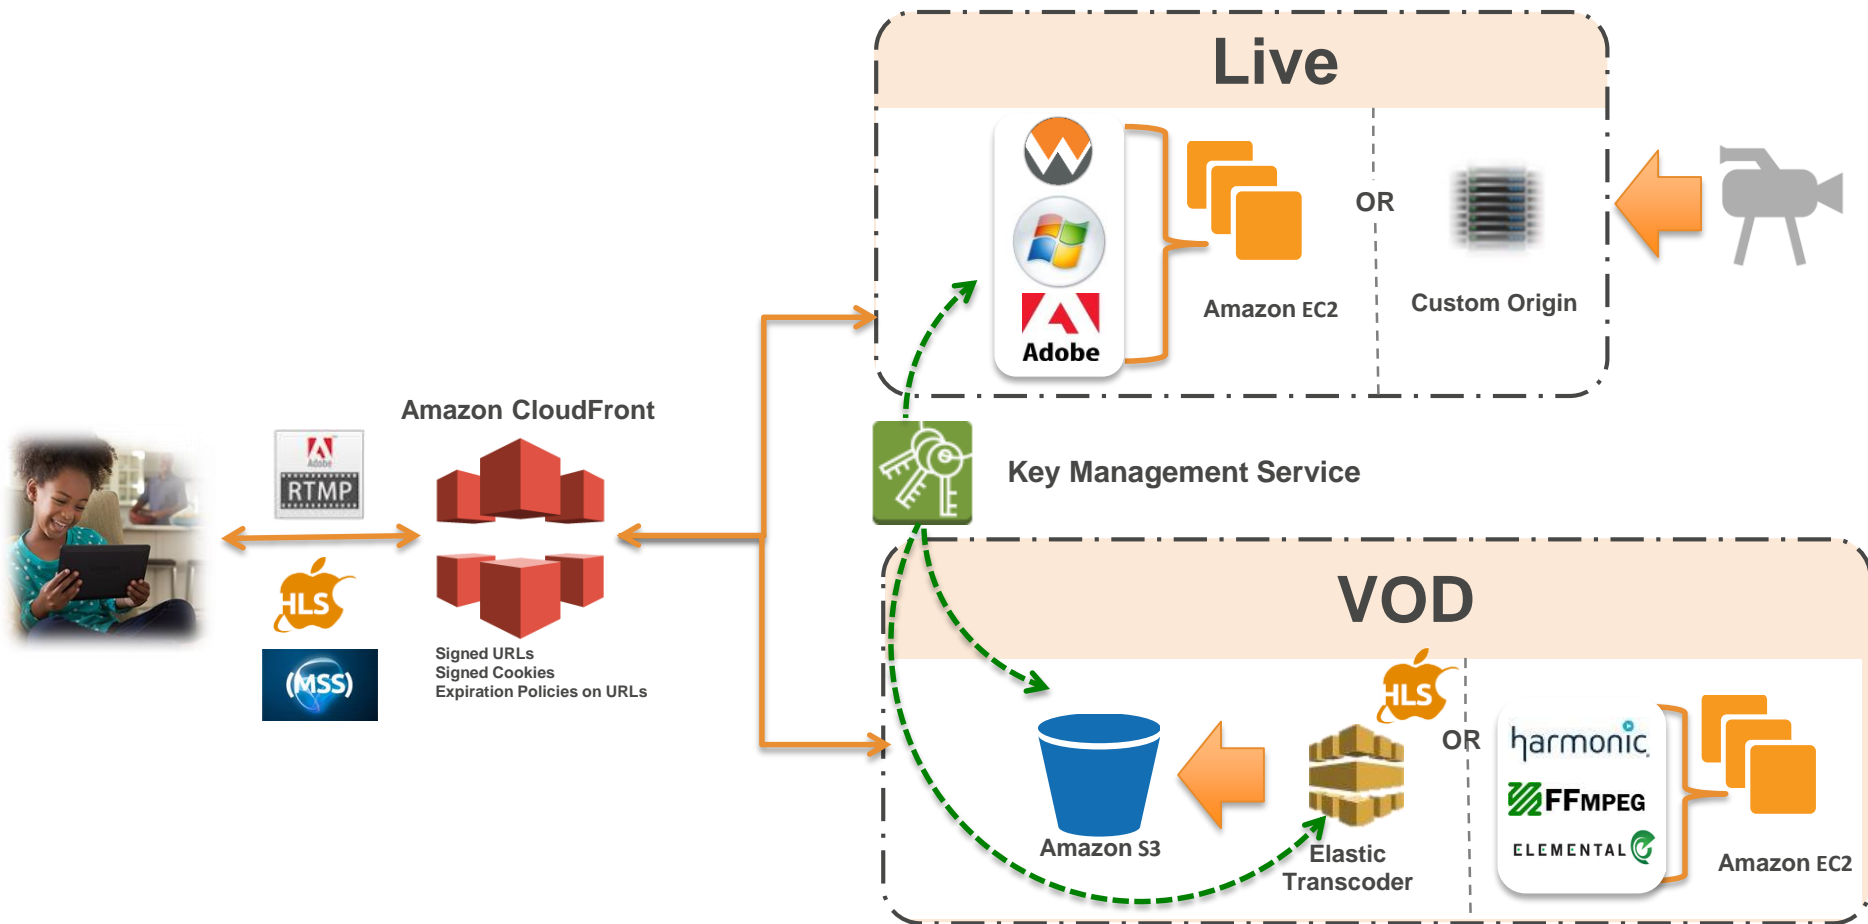 Live
OR
Amazon EC2
Custom Origin
Adobe
Amazon CloudFront
Adobe
RTMP
HLS
(MSS)
Signed URLs
Signed Cookies
Expiration Policies on URLs
Key Management Service
VOD
HLS
OR
harmonic
FFMPEG
ELEMENTAL
Amazon S3
Elastic
Transcoder
Amazon EC2